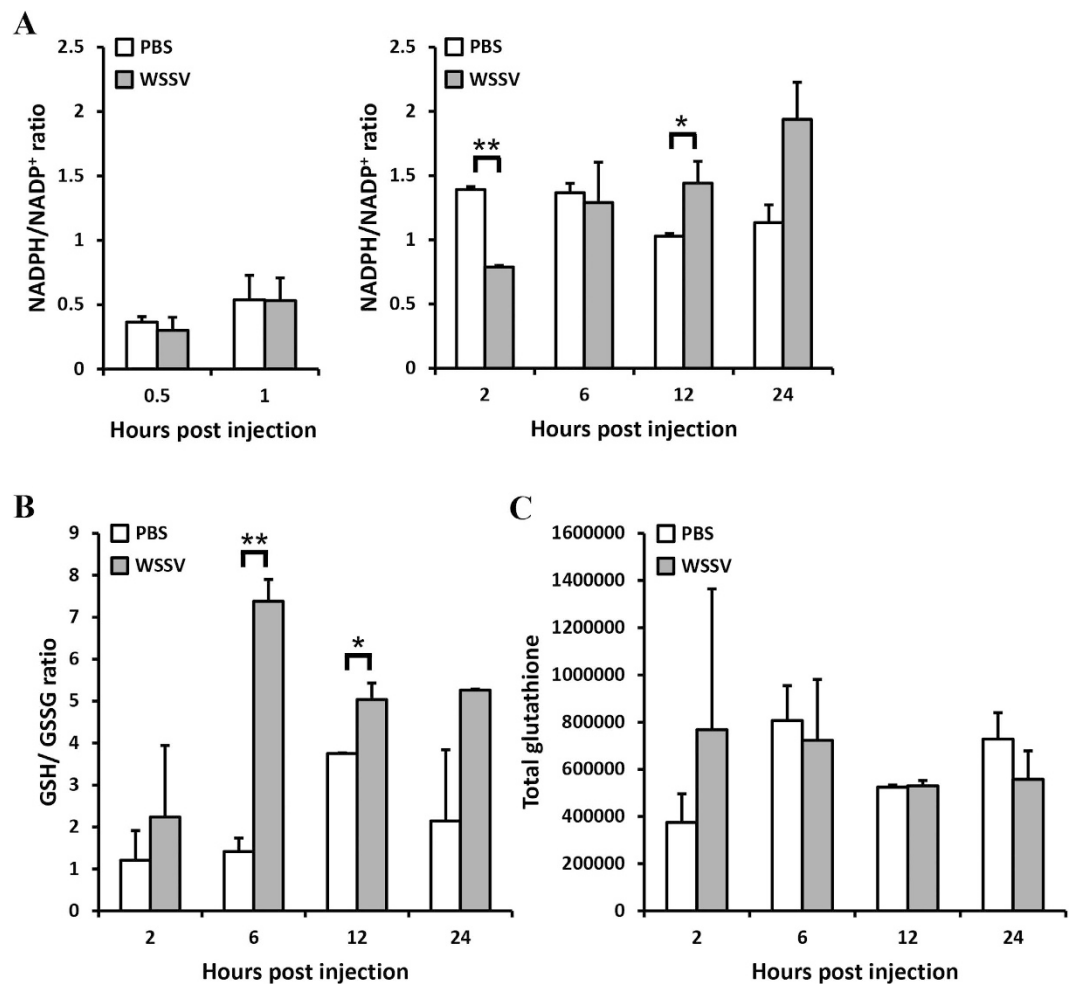 A
PBS
WSSV
NADPH/NADP⁺ ratio
2.5
2
1.5
1
0.5
0
0.5 1
Hours post injection
PBS
WSSV
NADPH/NADP⁺ ratio
2.5
2
1.5
1
0.5
0
**
*
2 6 12 24
Hours post injection
B
PBS
WSSV
GSH/ GSSG ratio
9
8
7
6
5
4
3
2
1
0
**
*
2 6 12 24
Hours post injection
C
PBS
WSSV
Total glutathione
1600000
1400000
1200000
1000000
800000
600000
400000
200000
0
2 6 12 24
Hours post injection